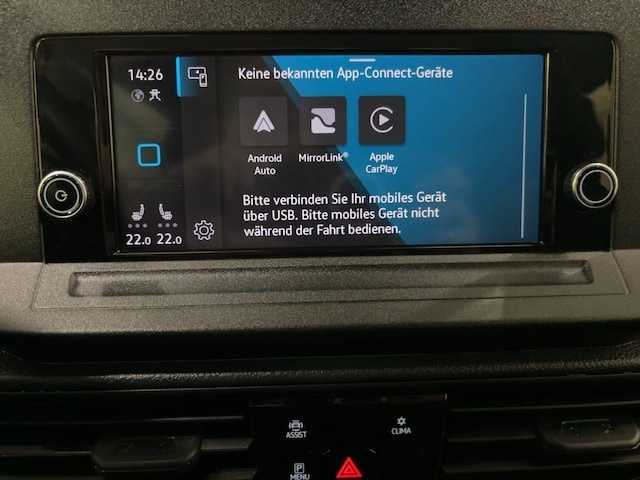 14:26
Keine bekannten App-Connect-Geräte
Android
Auto
MirrorLink®
Apple
CarPlay
Bitte verbinden Sie Ihr mobiles Gerät
über USB. Bitte mobiles Gerät nicht
während der Fahrt bedienen.
22.0 22.0
ASSIST
CLIMA
P
MENU